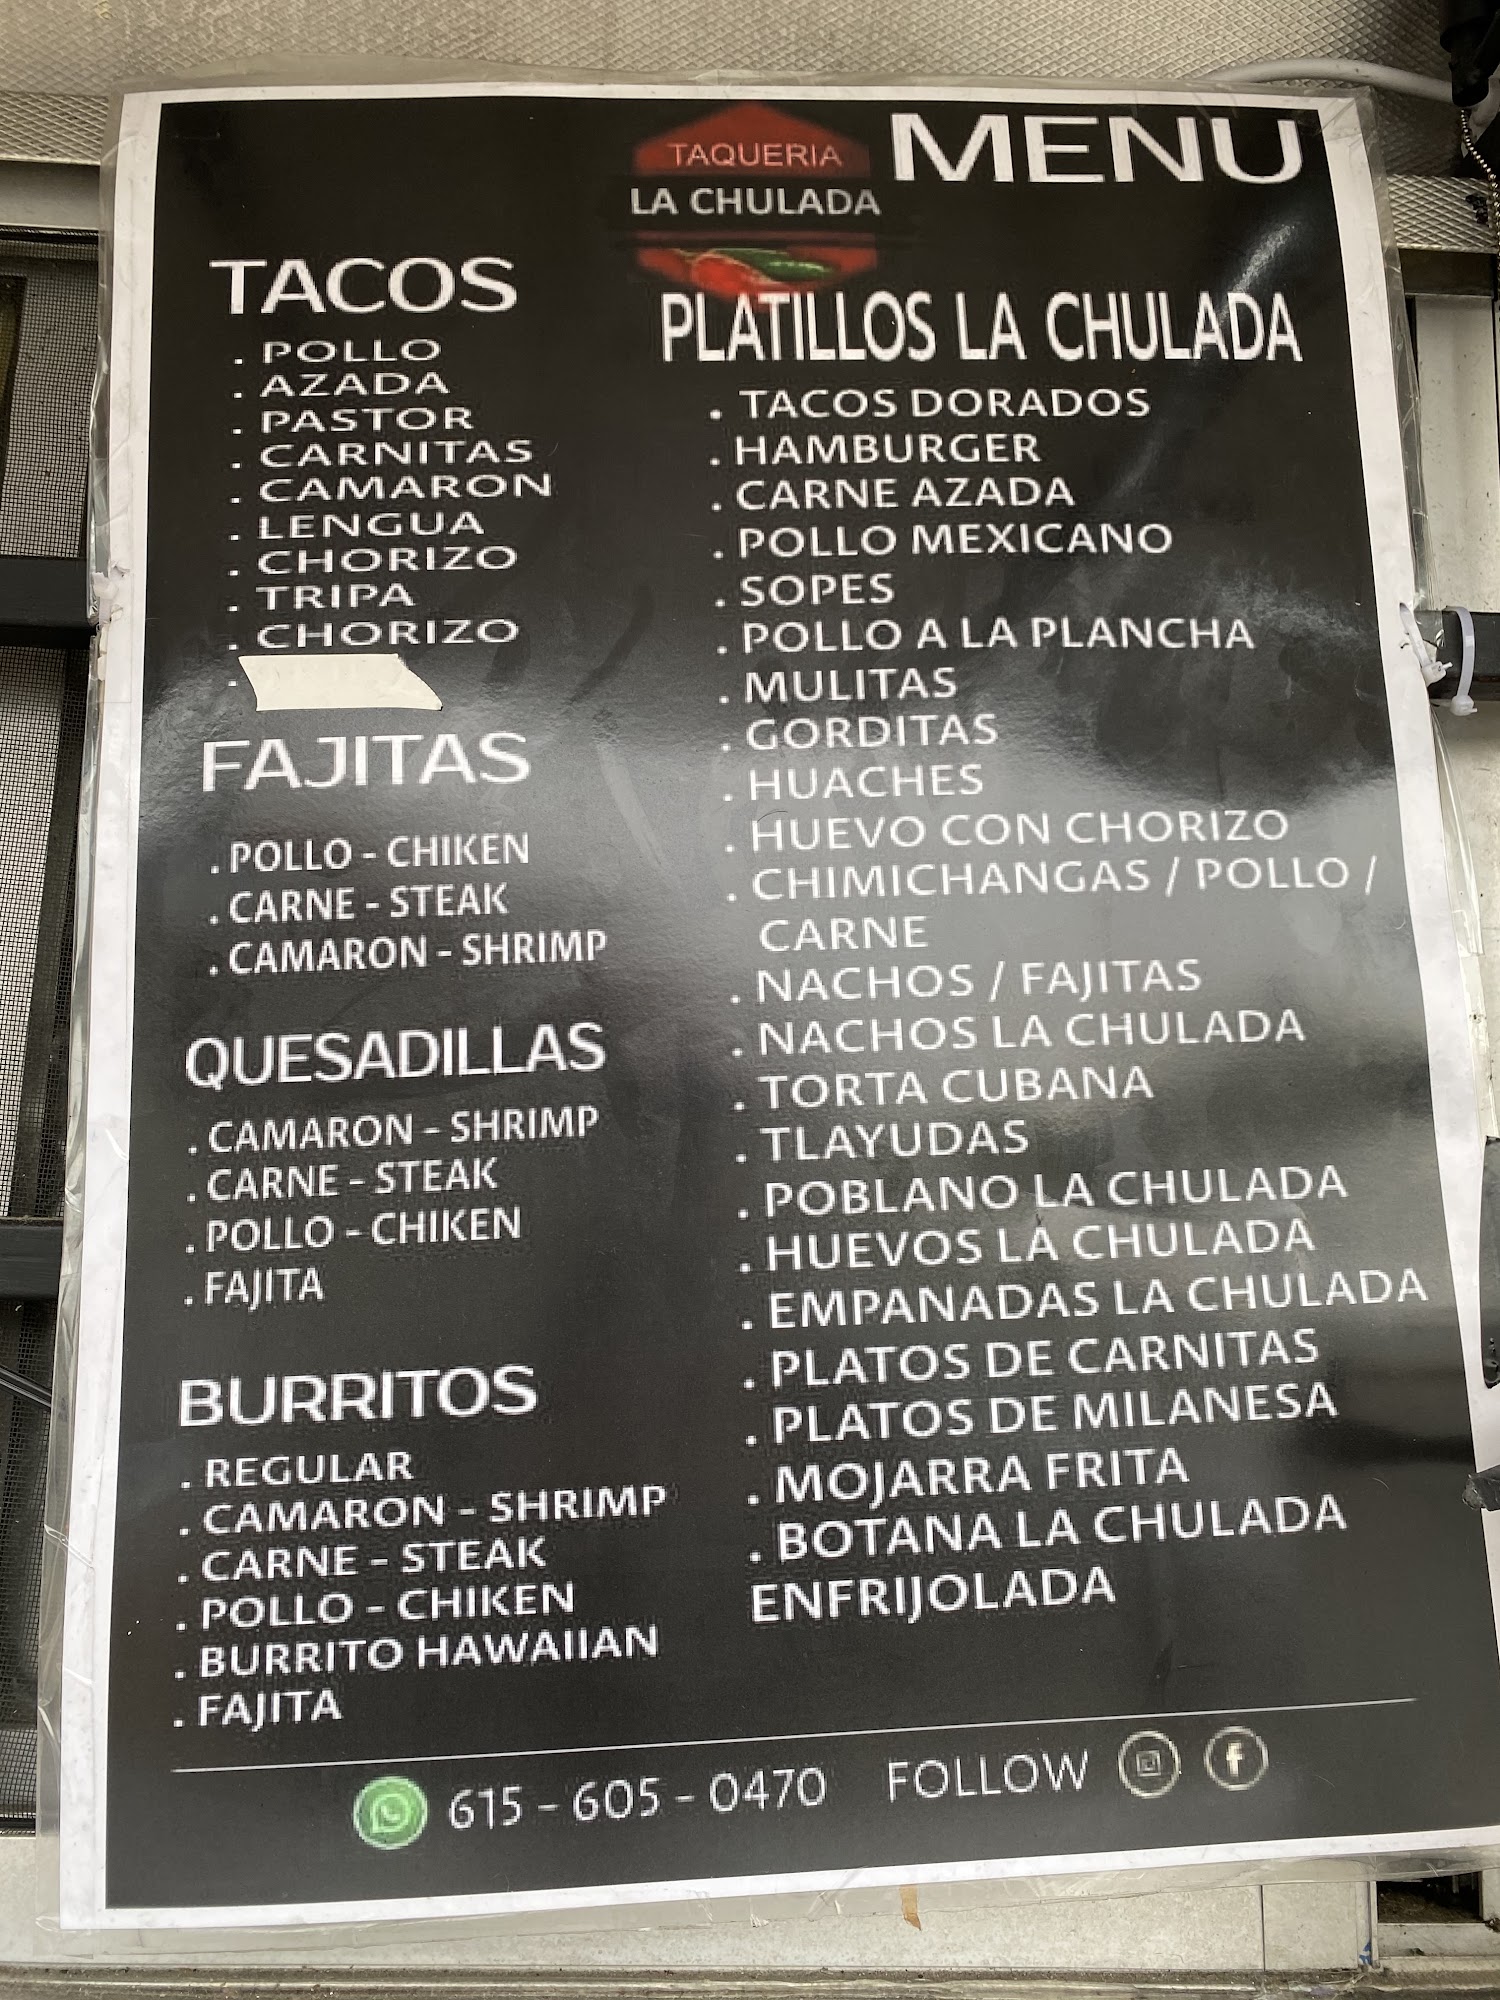 TAQUERIA
LA CHULADA
MENU
TACOS
. POLLO
. AZADA
. PASTOR
. CARNITAS
. CAMARON
. LENGUA
. CHORIZO
. TRIPA
. CHORIZO
.
FAJITAS
. POLLO - CHIKEN
. CARNE - STEAK
. CAMARON - SHRIMP
QUESADILLAS
. CAMARON - SHRIMP
. CARNE - STEAK
. POLLO - CHIKEN
. FAJITA
BURRITOS
. REGULAR
. CAMARON - SHRIMP
. CARNE - STEAK
. POLLO - CHIKEN
. BURRITO HAWAIIAN
. FAJITA
PLATILLOS LA CHULADA
. TACOS DORADOS
. HAMBURGER
. CARNE AZADA
. POLLO MEXICANO
. SOPES
. POLLO A LA PLANCHA
. MULITAS
. GORDITAS
. HUACHES
. HUEVO CON CHORIZO
. CHIMICHANGAS / POLLO /
CARNE
. NACHOS / FAJITAS
. NACHOS LA CHULADA
. TORTA CUBANA
. TLAYUDAS
. POBLANO LA CHULADA
. HUEVOS LA CHULADA
. EMPANADAS LA CHULADA
. PLATOS DE CARNITAS
. PLATOS DE MILANESA
. MOJARRA FRITA
. BOTANA LA CHULADA
ENFRIJOLADA
615 - 605 - 0470 FOLLOW